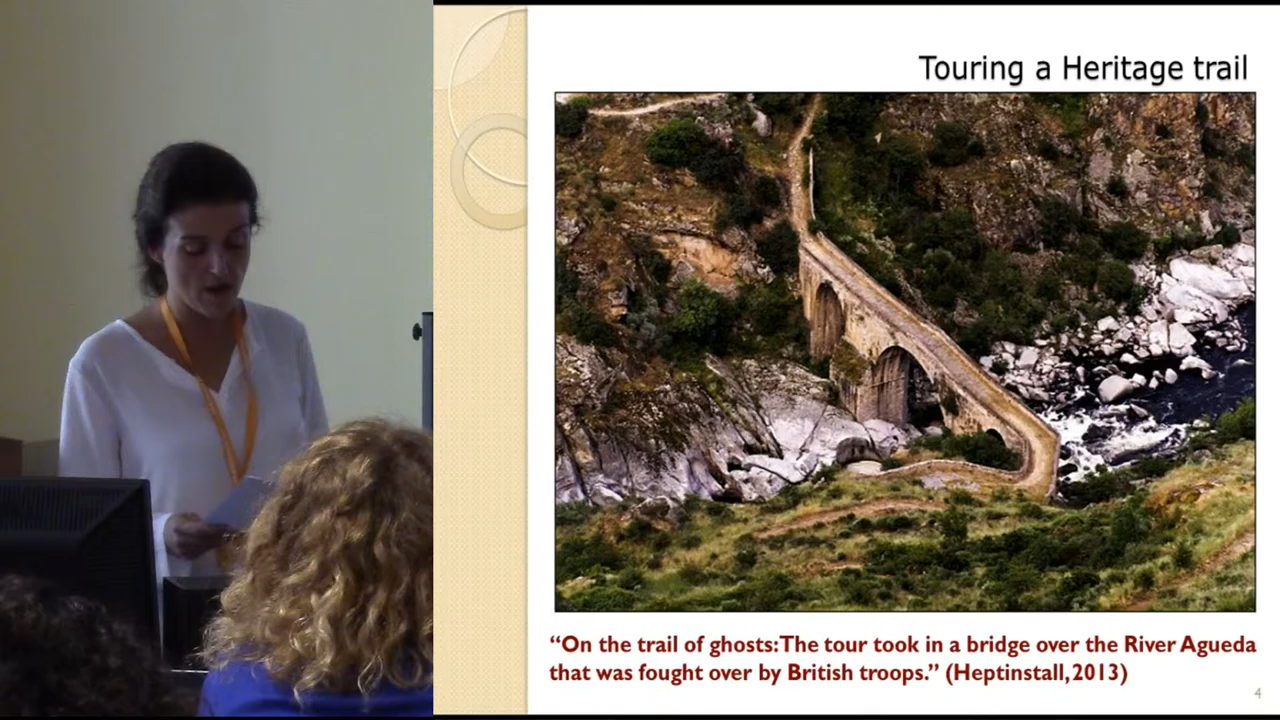 Touring a Heritage trail
“On the trail of ghosts:The tour took in a bridge over the River Agueda
that was fought over by British troops.” (Heptinstall,2013)
4